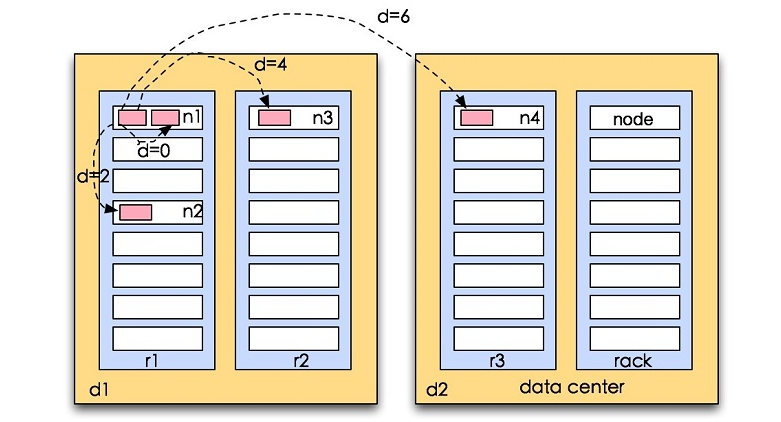 d=6
d=4
n1
n3
n4
node
d=0
d=2
n2
r1
r2
r3
rack
d1
d2
data center